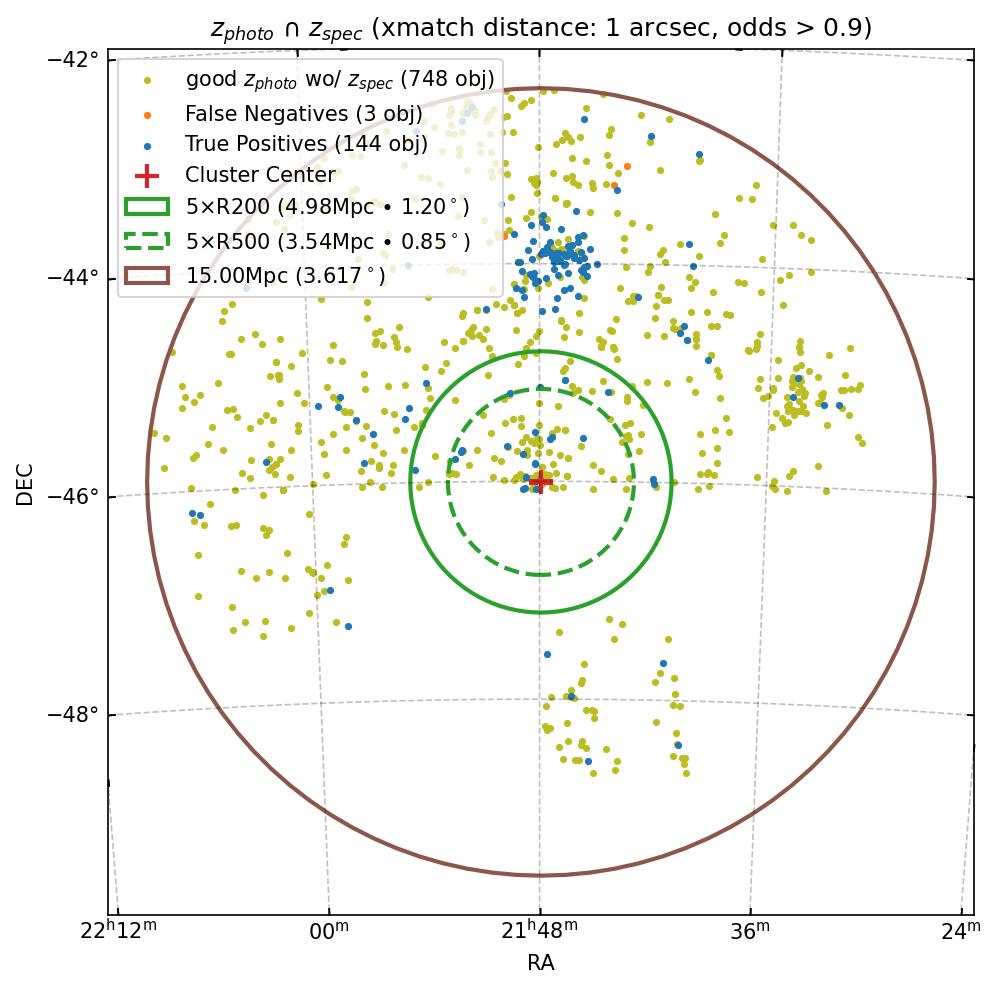 z_photo ∩ z_spec (xmatch distance: 1 arcsec, odds > 0.9)
good z_photo wo/ z_spec (748 obj)
False Negatives (3 obj)
True Positives (144 obj)
Cluster Center
5×R200 (4.98Mpc • 1.20°)
5×R500 (3.54Mpc • 0.85°)
15.00Mpc (3.617°)
−42°
−44°
−46°
−48°
DEC
22ʰ12ᵐ 00ᵐ 21ʰ48ᵐ 36ᵐ 24ᵐ
RA